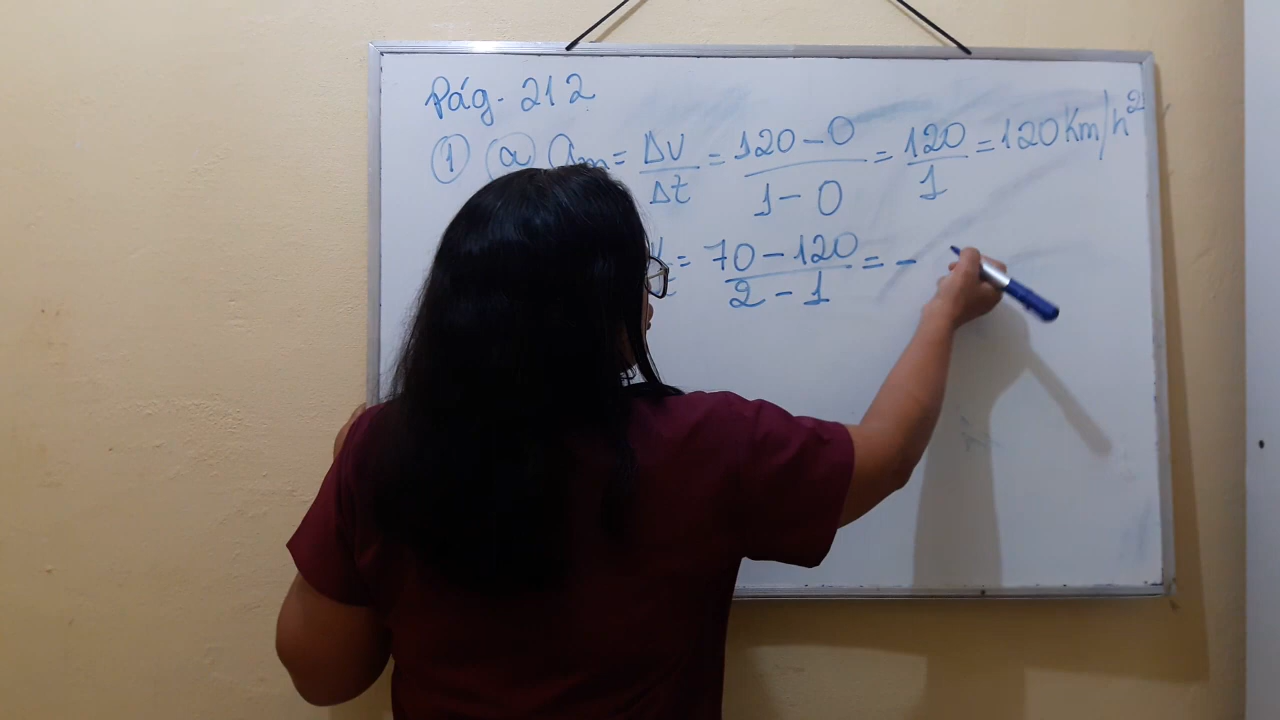 Pág. 212
① ⓐ am = ΔV/Δt = 120-0/1-0 = 120/1 = 120 Km/h²
= 70-120/2-1 = -